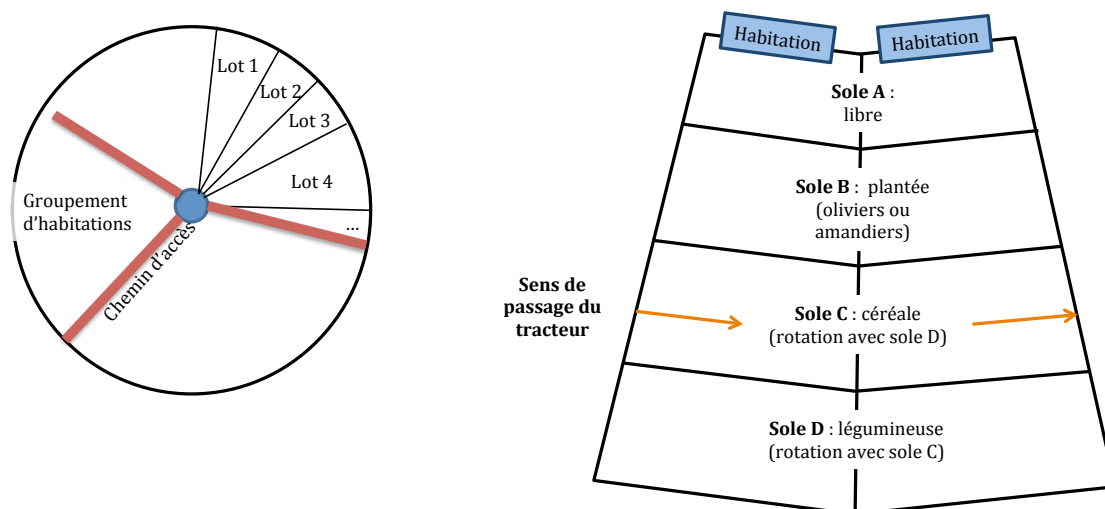 Lot 1
Lot 2
Lot 3
Lot 4
...
Groupement
d’habitations
Chemin d’accès
Habitation
Habitation
Sole A :
libre
Sole B : plantée
(oliviers ou
amandiers)
Sens de
passage du
tracteur
Sole C : céréale
(rotation avec sole D)
Sole D : légumineuse
(rotation avec sole C)